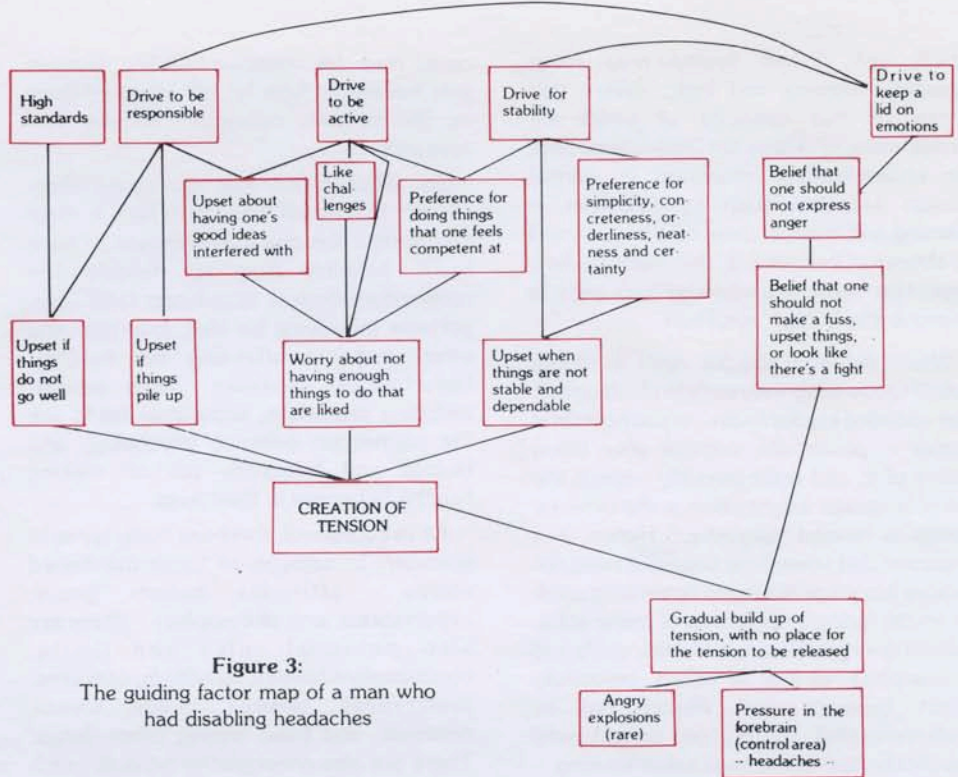 High
standards
Drive to be
responsible
Drive
to be
active
Drive for
stability
Drive to
keep a
lid on
emotions
Upset about
having one's
good ideas
interfered with
Like
chal-
lenges
Preference for
doing things
that one feels
competent at
Preference for
simplicity, con-
creteness, or-
derliness, neat-
ness and cer-
tainty
Belief that
one should
not express
anger
Upset if
things
do not
go well
Upset
if
things
pile up
Worry about not
having enough
things to do that
are liked
Upset when
things are not
stable and
dependable
Belief that one
should not
make a fuss,
upset things,
or look like
there's a fight
CREATION OF
TENSION
Gradual build up of
tension, with no place for
the tension to be released
Angry
explosions
(rare)
Pressure in the
forebrain
(control area)
-- headaches --
Figure 3:
The guiding factor map of a man who
had disabling headaches